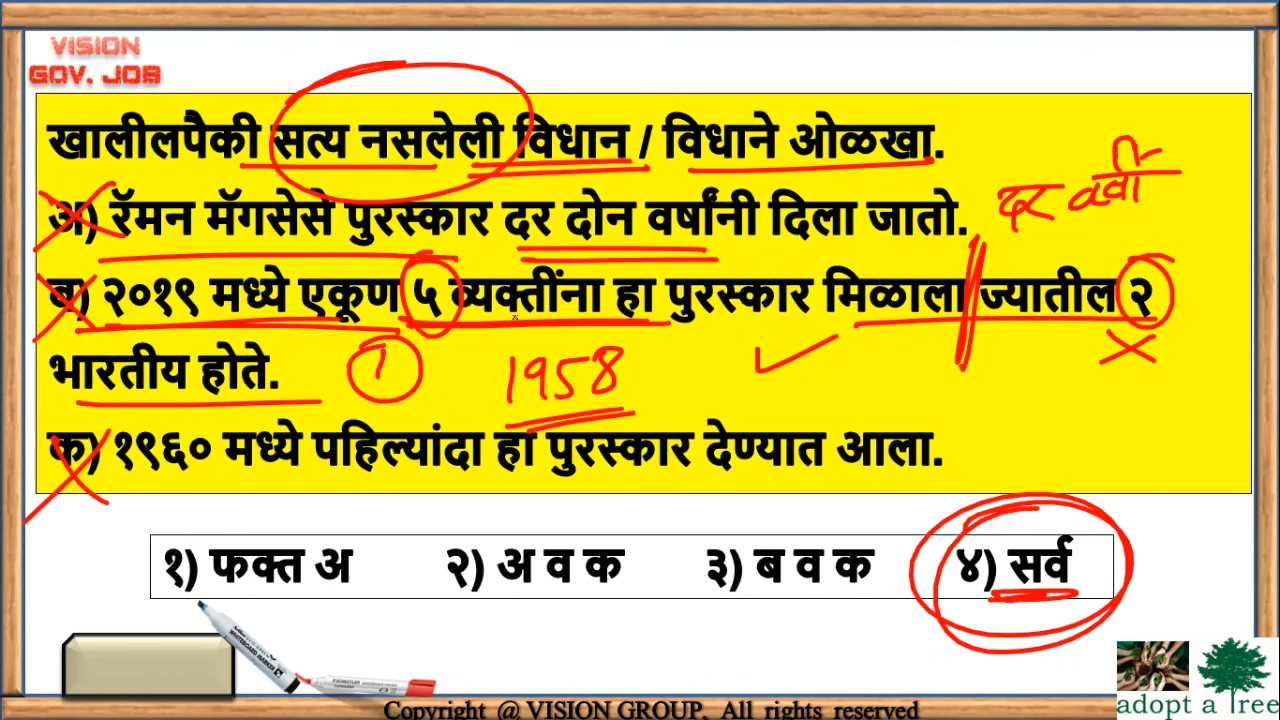 VISION
GOV. JOB
खालीलपैकी सत्य नसलेली विधान / विधाने ओळखा.
अ) रॅमन मॅगसेसे पुरस्कार दर दोन वर्षांनी दिला जातो.
दर वर्षी
ब) २०१९ मध्ये एकूण ५ व्यक्तींना हा पुरस्कार मिळाला ज्यातील २
भारतीय होते.
1
1958
क) १९६० मध्ये पहिल्यांदा हा पुरस्कार देण्यात आला.
१) फक्त अ २) अ व क ३) ब व क ४) सर्व
adopt a Tree
Copyright @ VISION GROUP. All rights reserved